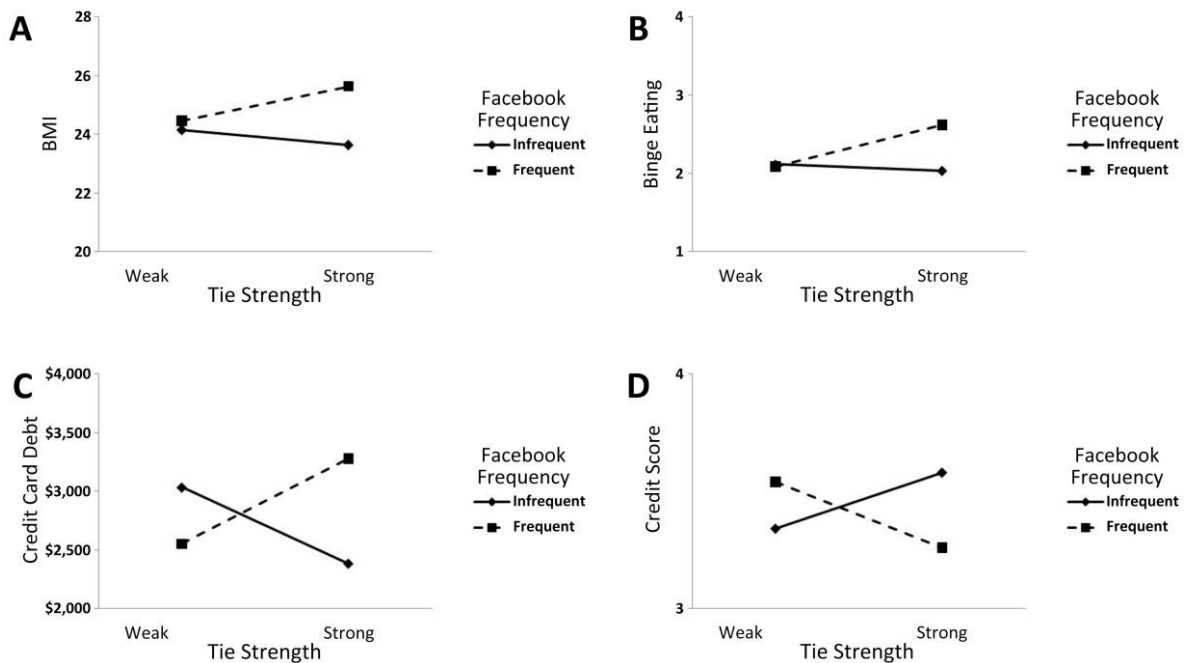 A
28
26
24
22
20
BMI
Weak
Strong
Tie Strength
Facebook
Frequency
Infrequent
Frequent
B
4
3
2
1
Binge Eating
Weak
Strong
Tie Strength
Facebook
Frequency
Infrequent
Frequent
C
$4,000
$3,500
$3,000
$2,500
$2,000
Credit Card Debt
Weak
Strong
Tie Strength
Facebook
Frequency
Infrequent
Frequent
D
4
3
Credit Score
Weak
Strong
Tie Strength
Facebook
Frequency
Infrequent
Frequent